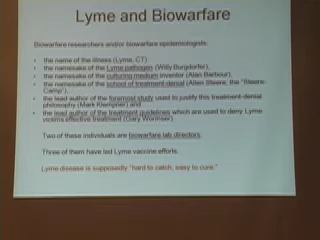 Lyme and Biowarfare
Biowarfare researchers and/or biowarfare epidemiologists:
• the name of the illness (Lyme, CT)
• the namesake of the Lyme pathogen (Willy Burgdorfer),
• the namesake of the culturing medium inventor (Alan Barbour),
• the namesake of the school of treatment-denial (Allen Steere, the "Steere-
Camp"),
• the lead author of the foremost study used to justify this treatment-denial
philosophy (Mark Klempner) and
• the lead author of the treatment guidelines which are used to deny Lyme
victims effective treatment (Gary Wormser)
Two of these individuals are biowarfare lab directors.
Three of them have led Lyme vaccine efforts.
Lyme disease is supposedly "hard to catch, easy to cure."